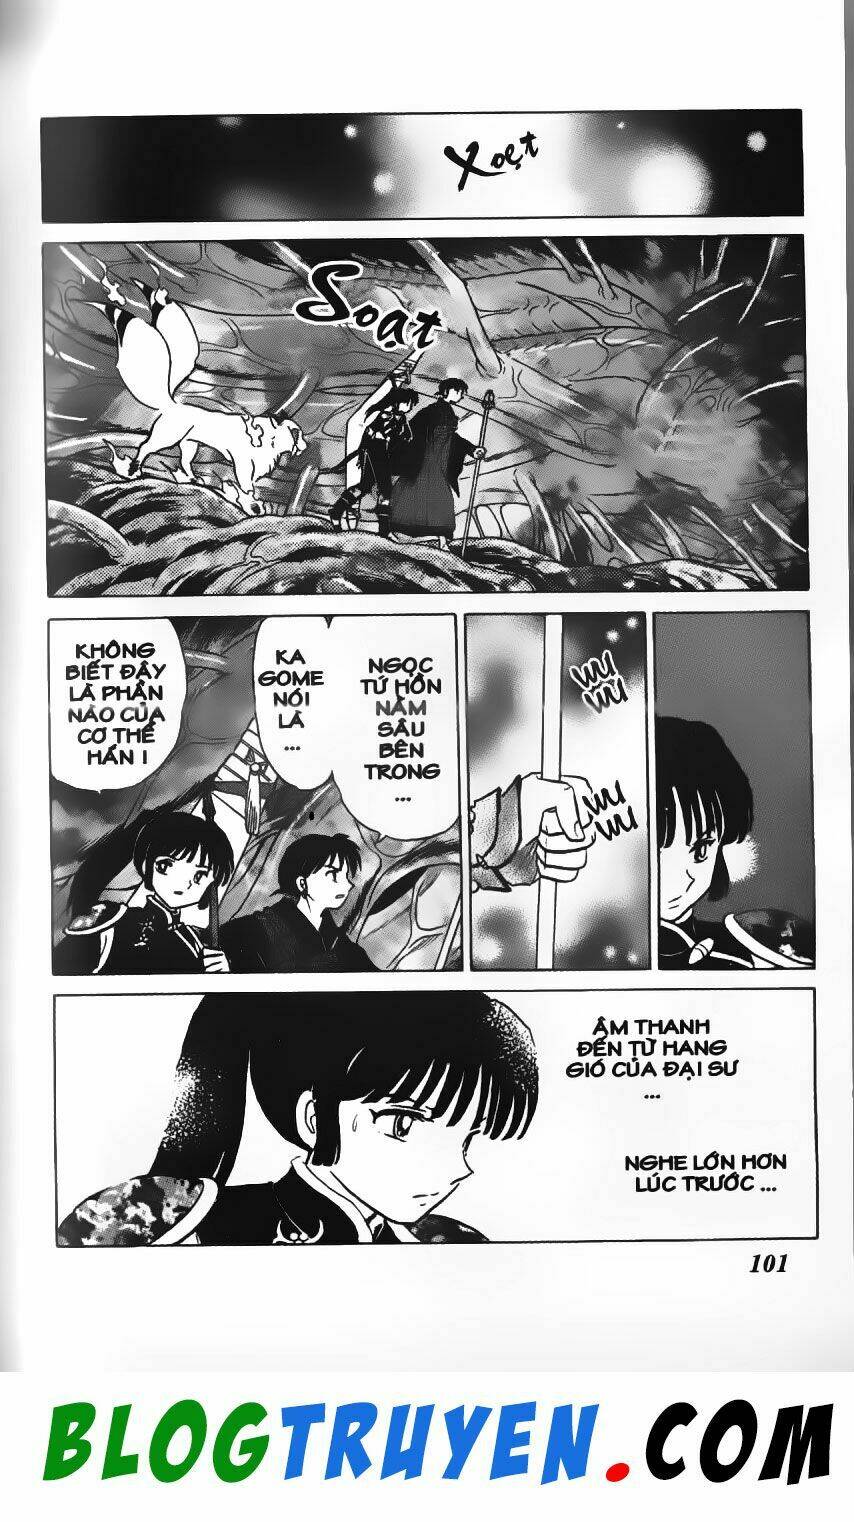 Xoẹt
Soạt
KHÔNG
BIẾT ĐÂY
LÀ PHẦN
NÀO CỦA
CƠ THỂ
HẮN !
KA
GOME
NÓI
LÀ
...
NGỌC
TỨ HỒN
NẰM
SÂU
BÊN
TRONG
...
VU
VU
VU
VU
ÂM THANH
ĐẾN TỪ HANG
GIÓ CỦA ĐẠI SƯ
...
NGHE LỚN HƠN
LÚC TRƯỚC ...
101
BLOGTRUYEN.COM